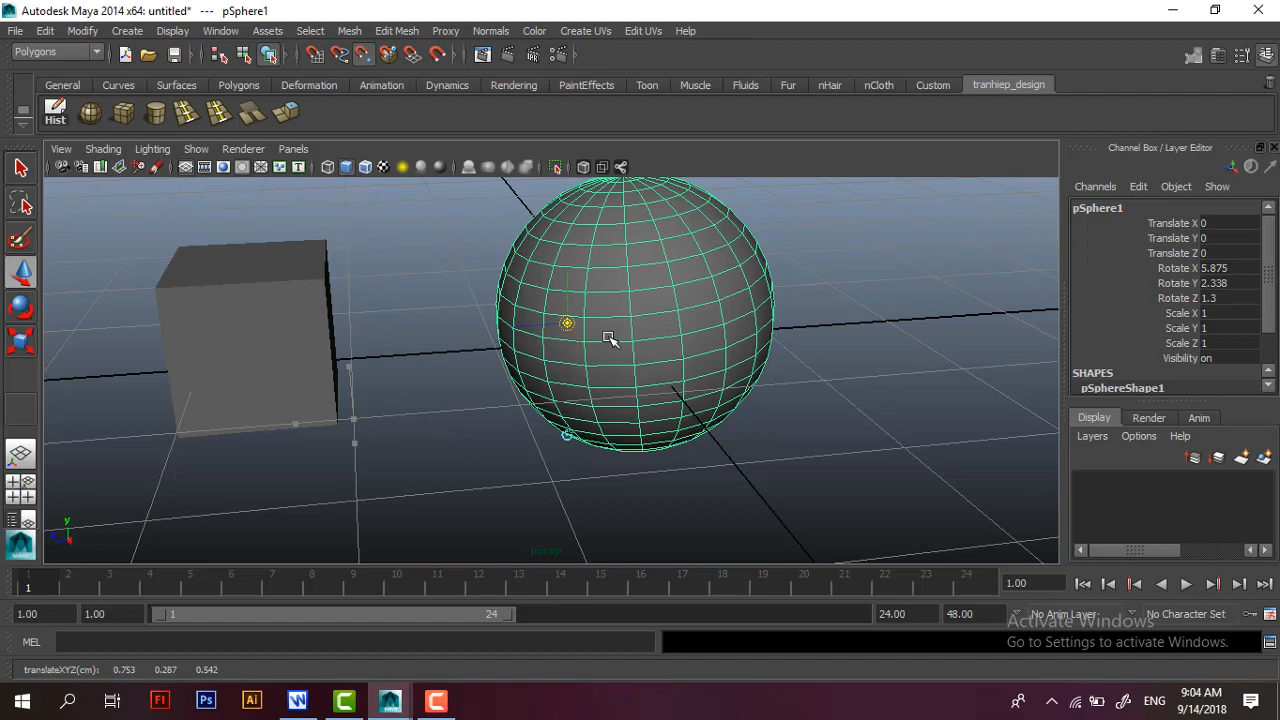 Autodesk Maya 2014 x64: untitled*   ---   pSphere1
File Edit Modify Create Display Window Assets Select Mesh Edit Mesh Proxy Normals Color Create UVs Edit UVs Help
Polygons
General Curves Surfaces Polygons Deformation Animation Dynamics Rendering PaintEffects Toon Muscle Fluids Fur nHair nCloth Custom tranhiep_design
Hist
View Shading Lighting Show Renderer Panels
Channel Box / Layer Editor
Channels Edit Object Show
pSphere1
Translate X 0
Translate Y 0
Translate Z 0
Rotate X 5.875
Rotate Y 2.338
Rotate Z 1.3
Scale X 1
Scale Y 1
Scale Z 1
Visibility on
SHAPES
pSphereShape1
Display Render Anim
Layers Options Help
y
persp
1 2 3 4 5 6 7 8 9 10 11 12 13 14 15 16 17 18 19 20 21 22 23 24
1
1.00
1.00 1.00 1 24 24.00 48.00 No Anim Layer No Character Set
Activate Windows
Go to Settings to activate Windows.
MEL
translateXYZ(cm): 0.753 0.287 0.542
Fl Ps Ai W
ENG
9:04 AM
9/14/2018